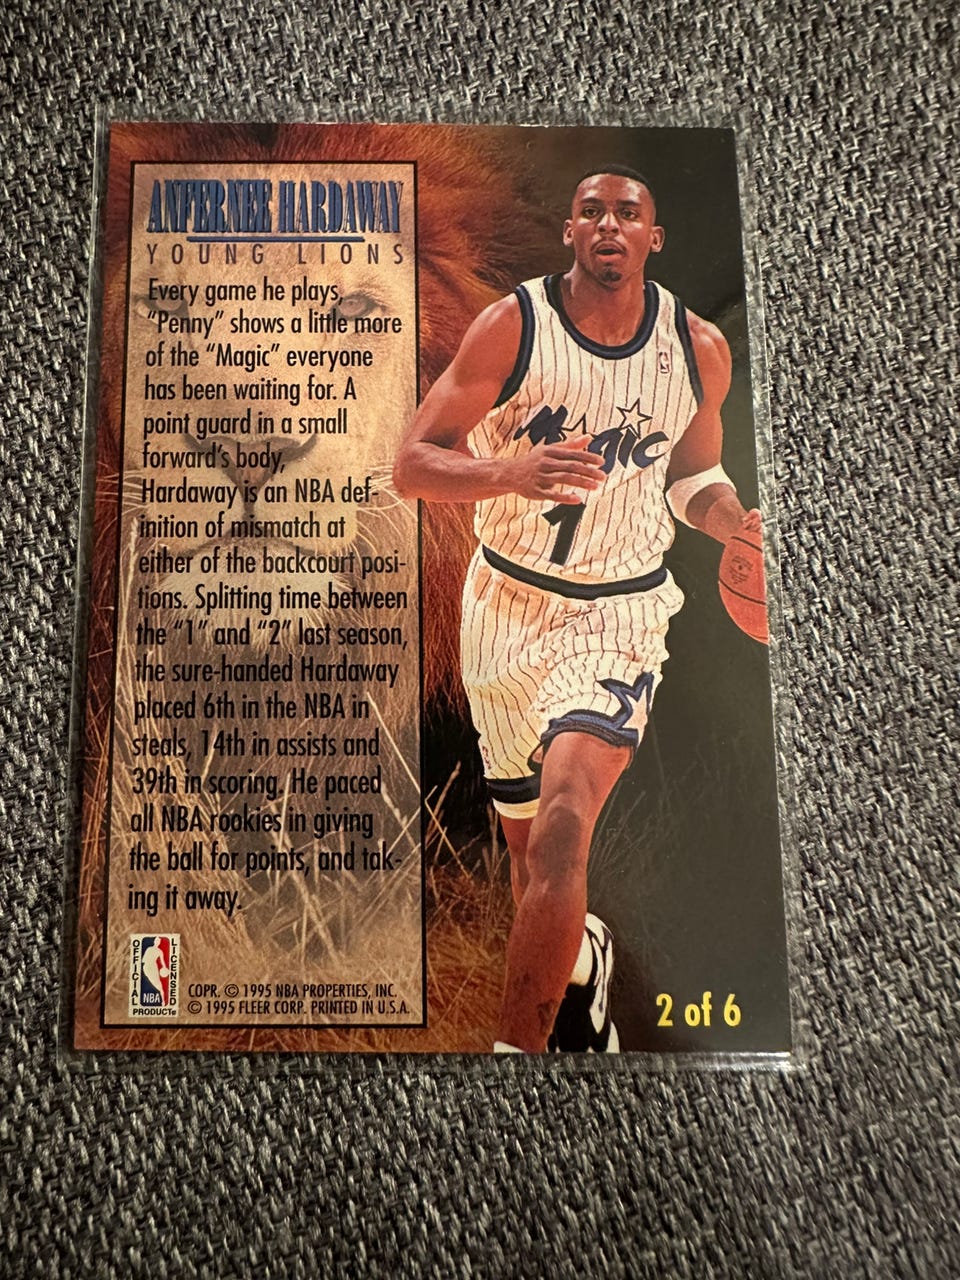 ANFERNEE HARDAWAY
YOUNG LIONS
Every game he plays,
"Penny" shows a little more
of the "Magic" everyone
has been waiting for. A
point guard in a small
forward's body,
Hardaway is an NBA def-
inition of mismatch at
either of the backcourt posi-
tions. Splitting time between
the "1" and "2" last season,
the sure-handed Hardaway
placed 6th in the NBA in
steals, 14th in assists and
39th in scoring. He paced
all NBA rookies in giving
the ball for points, and tak-
ing it away.
OFFICIAL LICENSED
NBA
PRODUCT®
COPR. © 1995 NBA PROPERTIES, INC.
© 1995 FLEER CORP. PRINTED IN U.S.A.
Magic
1
2 of 6